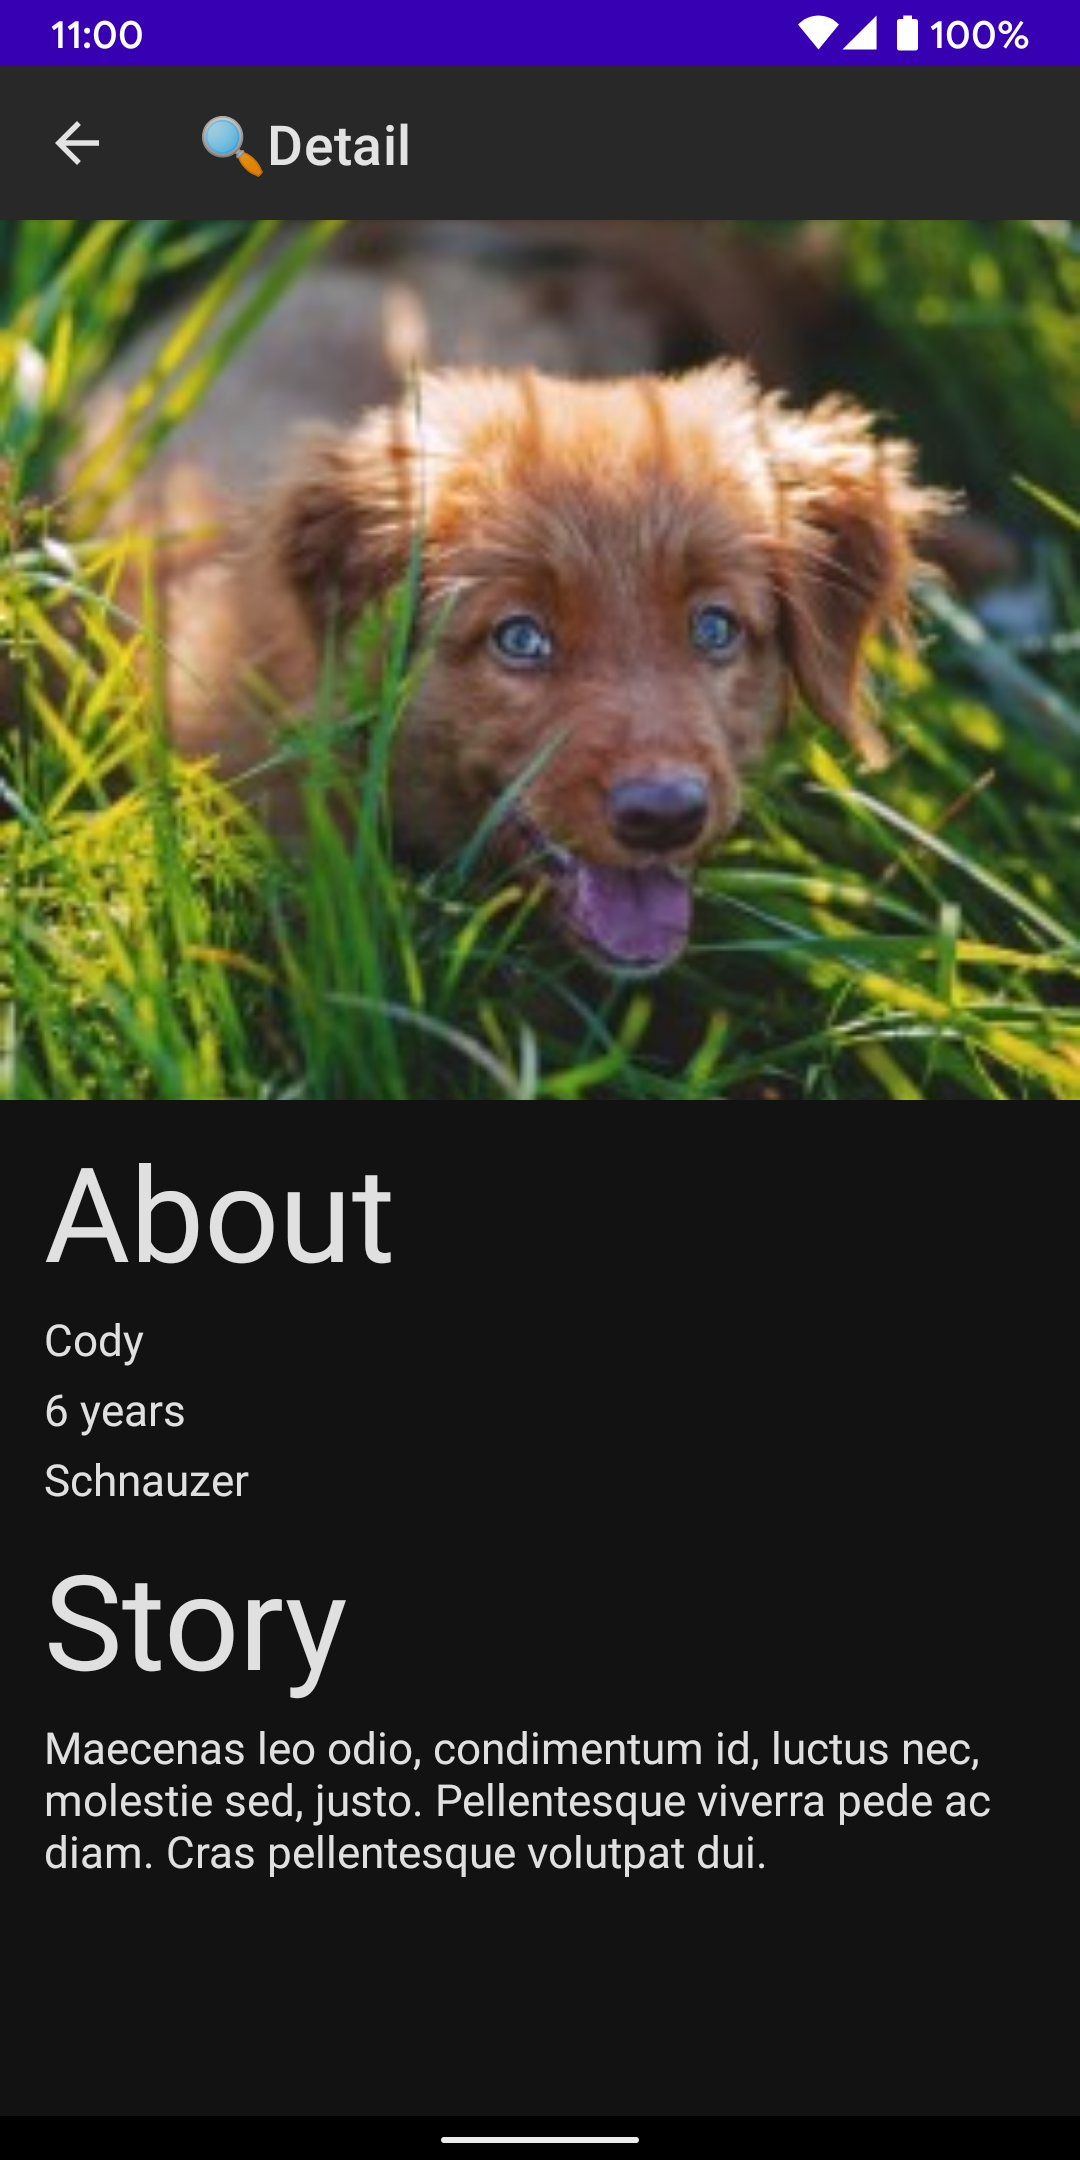 11:00 100%
🔍Detail
About
Cody
6 years
Schnauzer
Story
Maecenas leo odio, condimentum id, luctus nec,
molestie sed, justo. Pellentesque viverra pede ac
diam. Cras pellentesque volutpat dui.